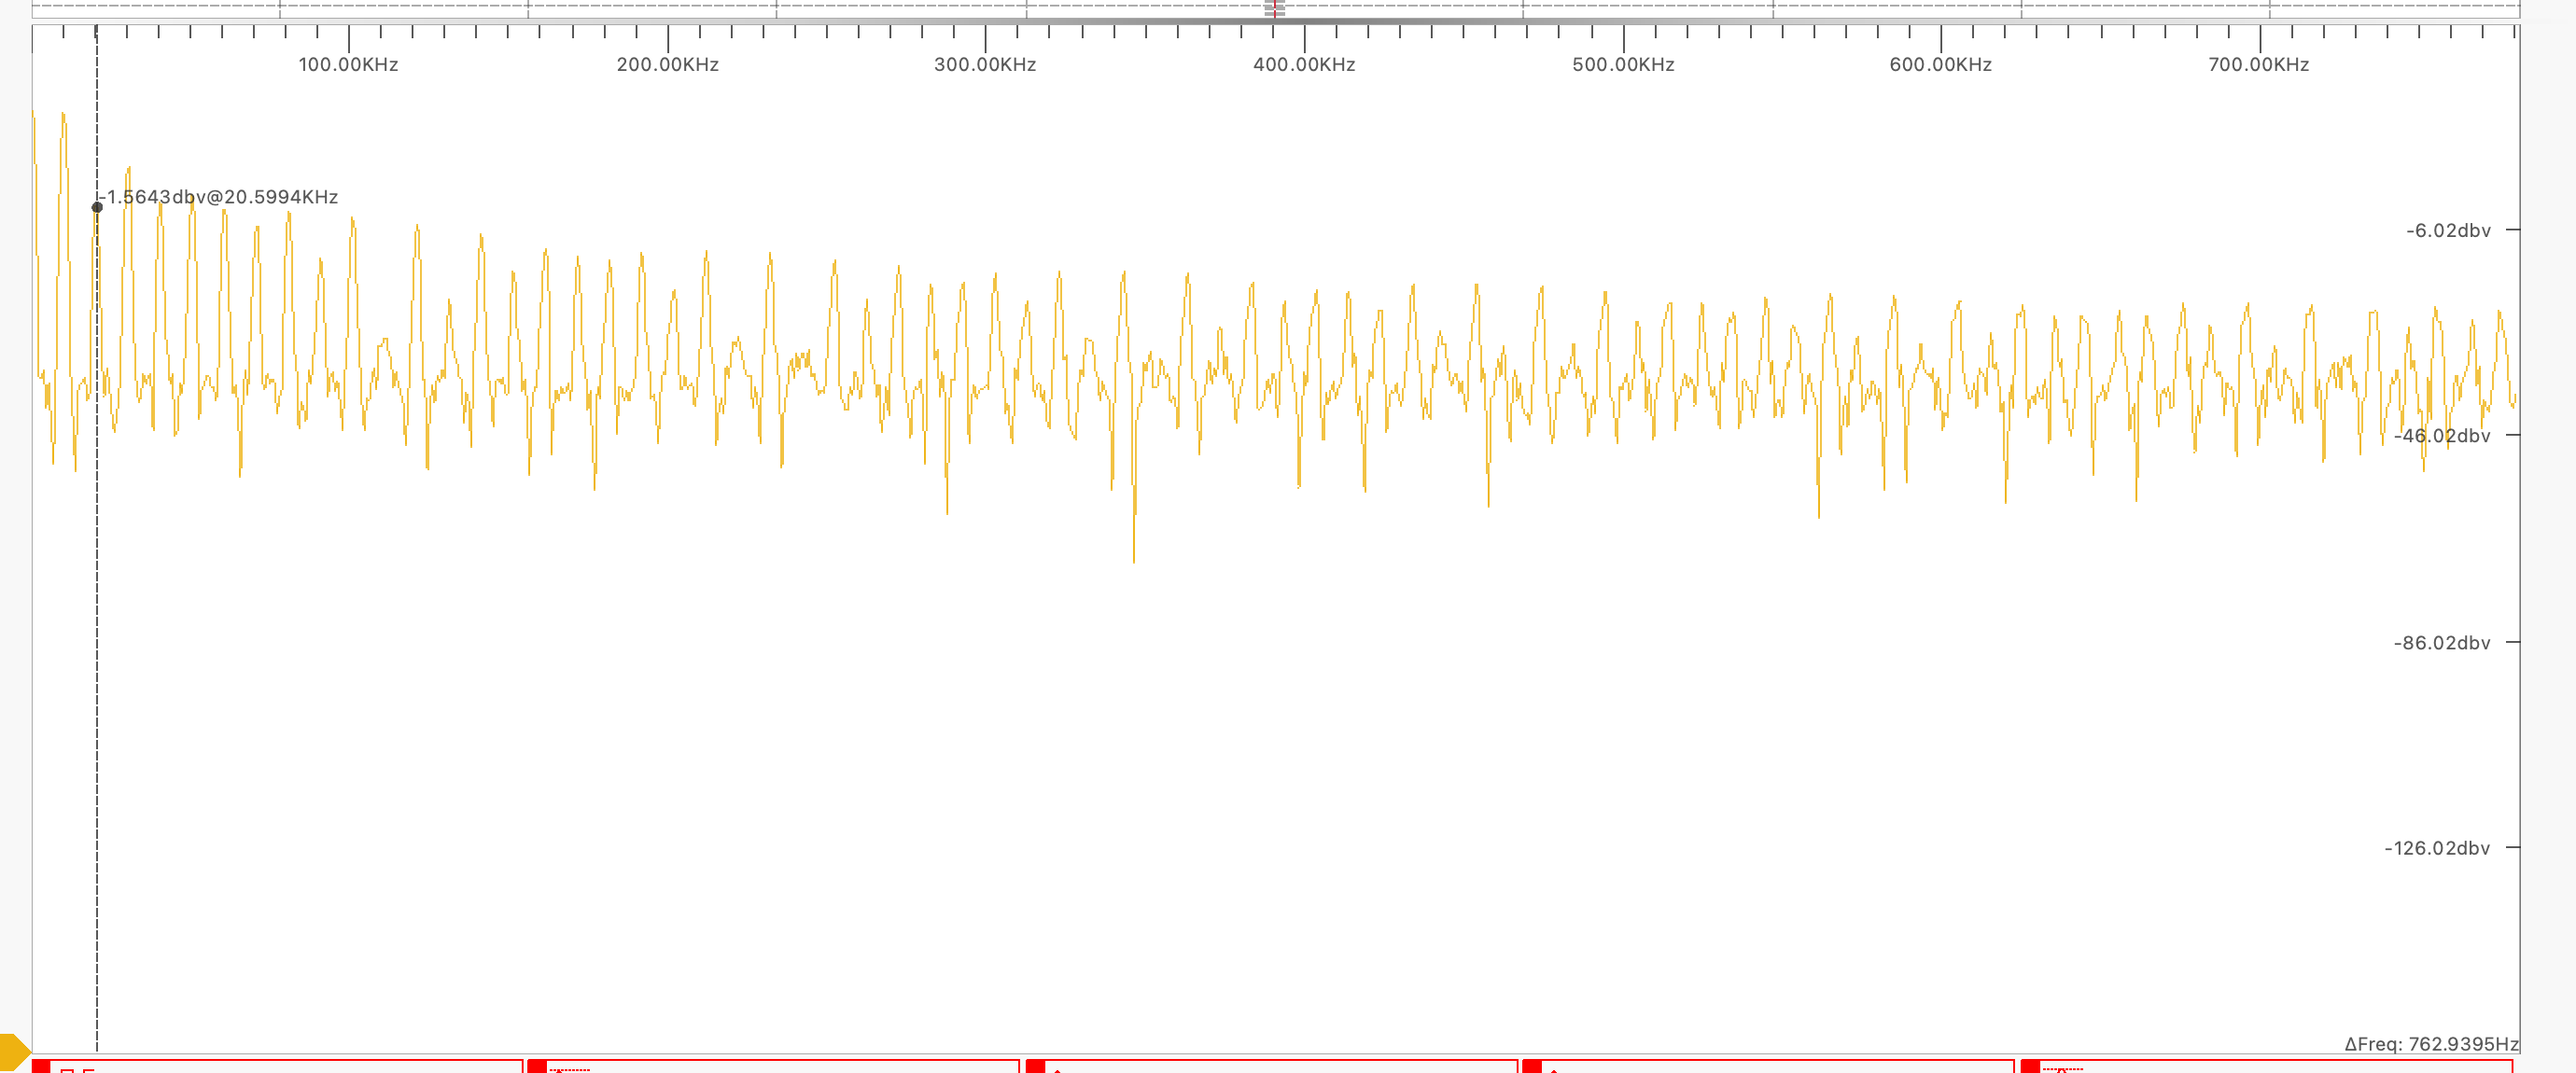 100.00KHz 200.00KHz 300.00KHz 400.00KHz 500.00KHz 600.00KHz 700.00KHz
-1.5643dbv@20.5994KHz
-6.02dbv
-46.02dbv
-86.02dbv
-126.02dbv
ΔFreq: 762.9395Hz